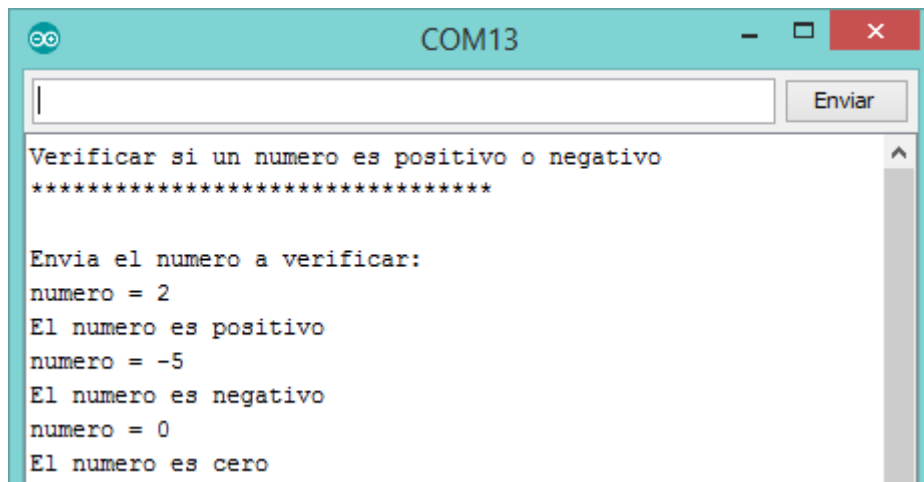 COM13
Enviar
Verificar si un numero es positivo o negativo
*********************************
Envia el numero a verificar:
numero = 2
El numero es positivo
numero = -5
El numero es negativo
numero = 0
El numero es cero